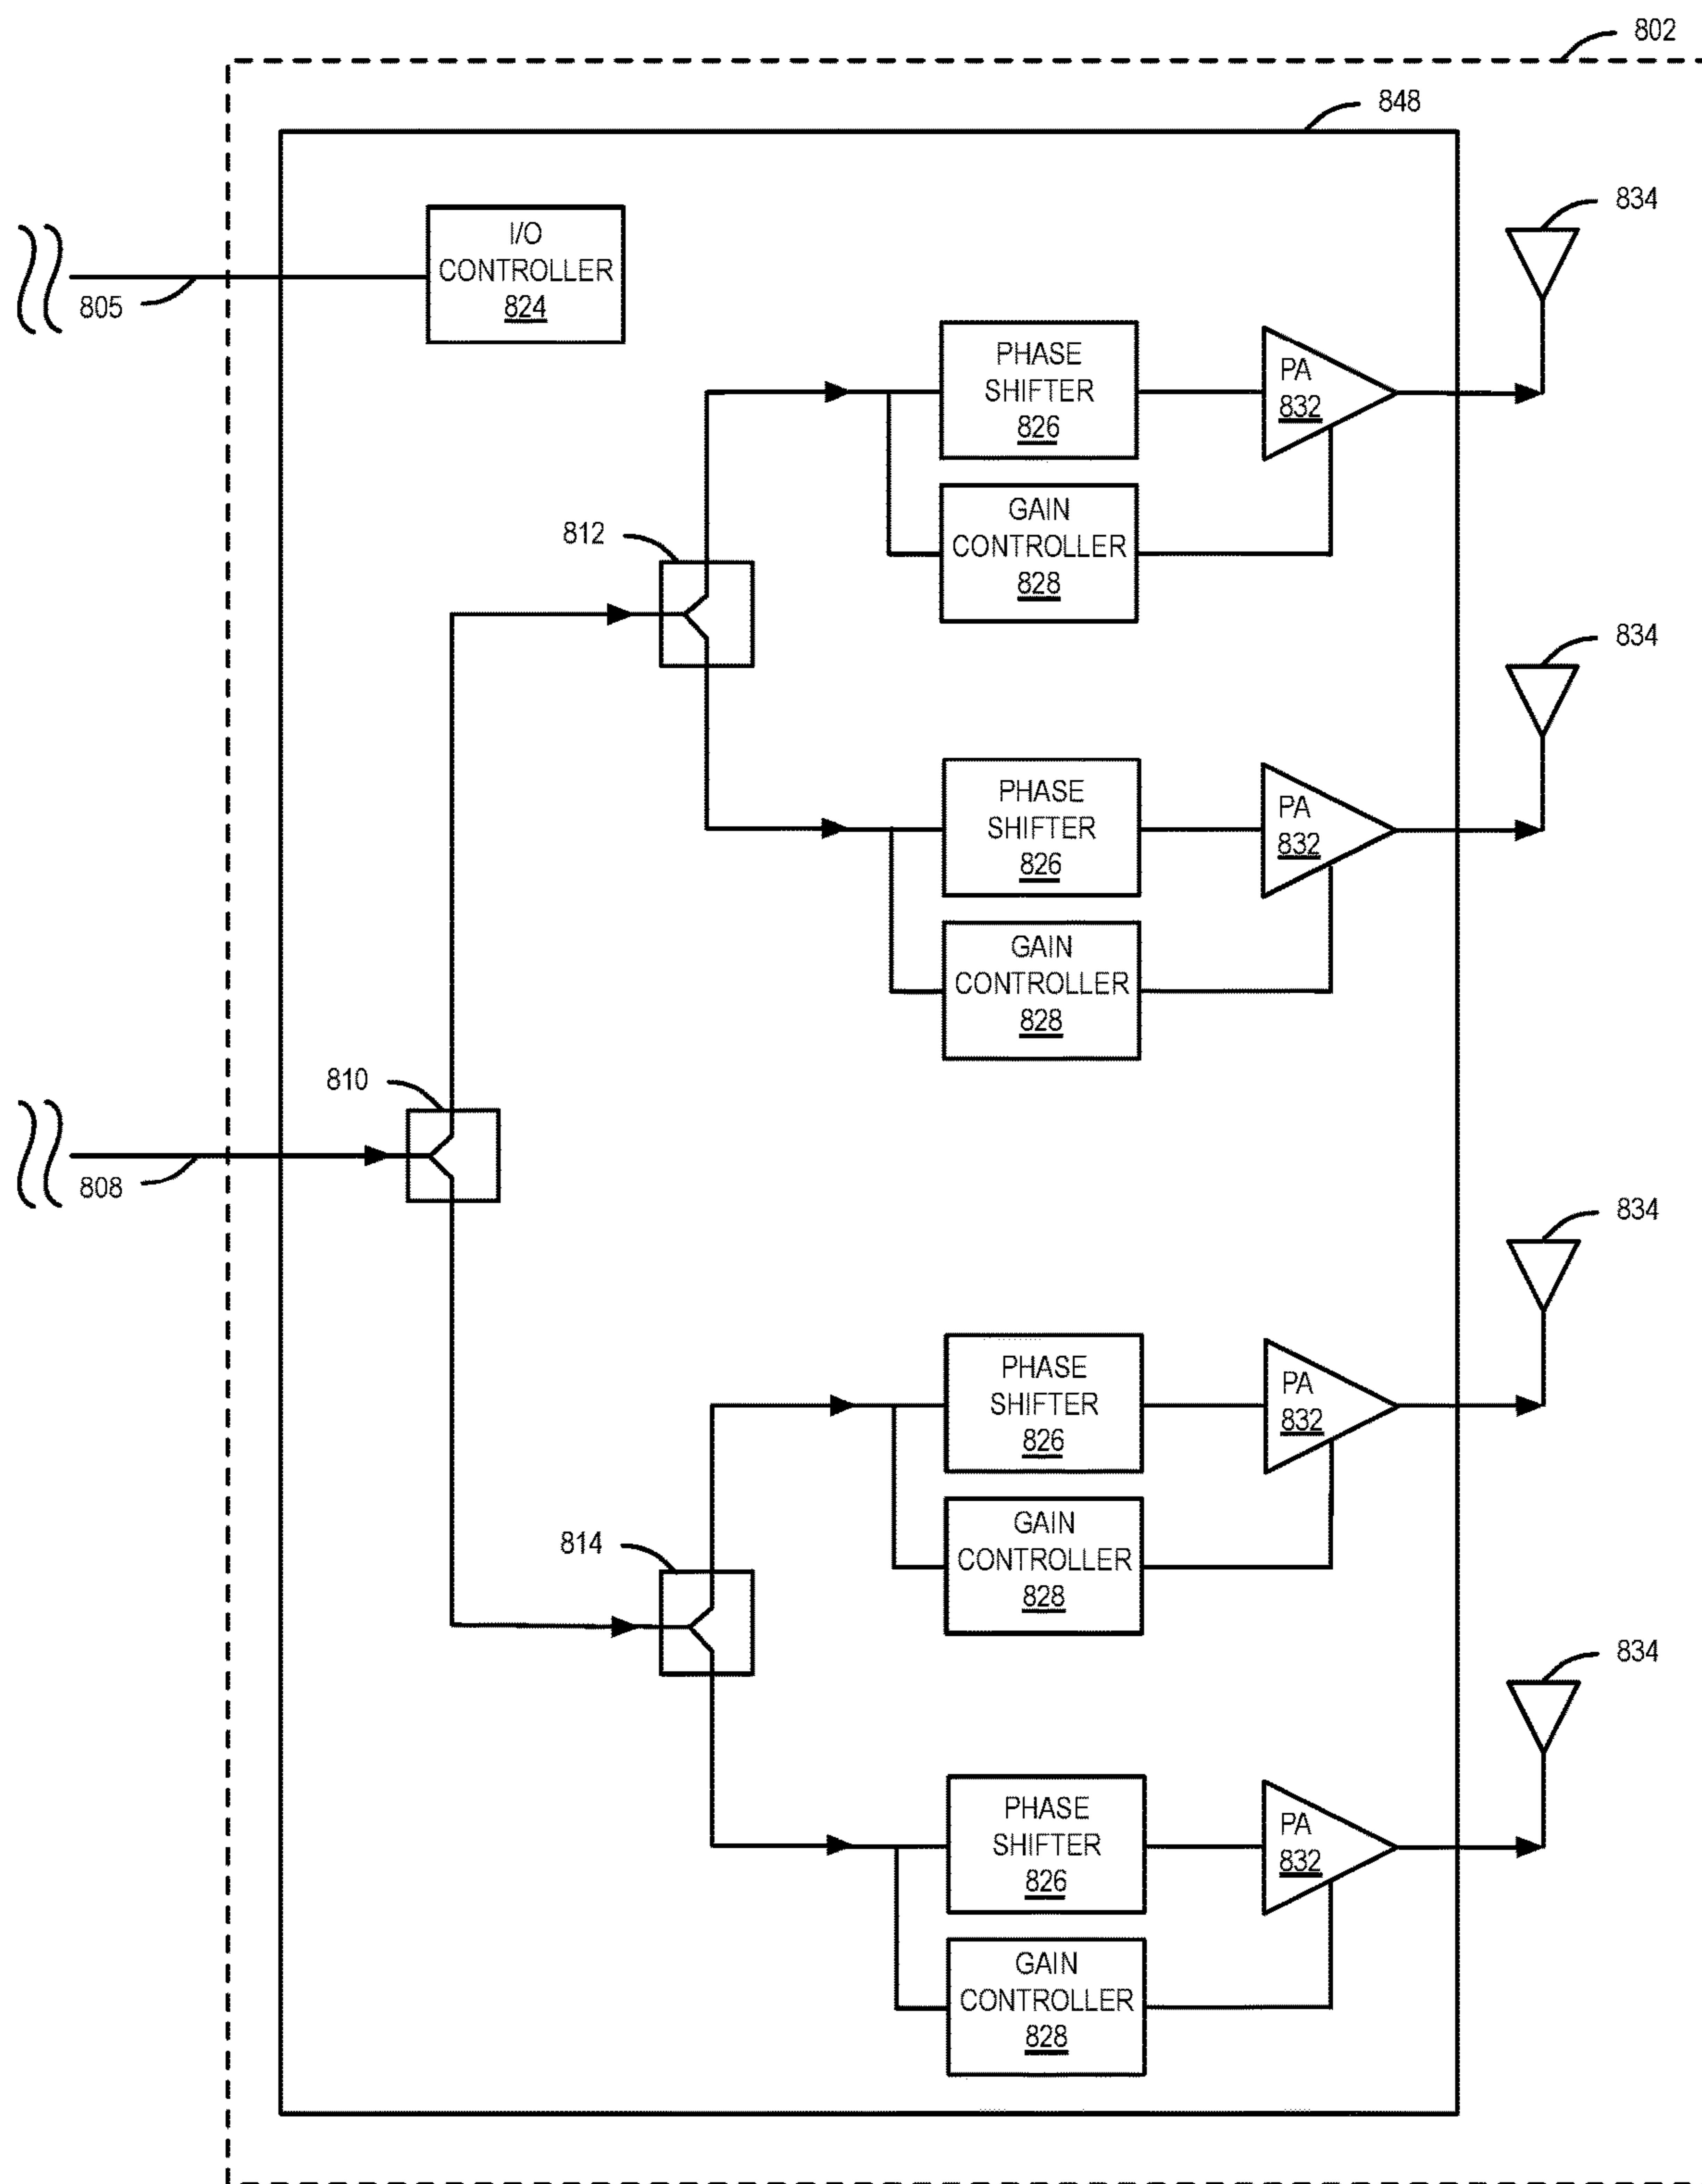 802
848
834
I/O
CONTROLLER
824
805
PHASE
SHIFTER
826
PA
832
GAIN
CONTROLLER
828
812
834
PHASE
SHIFTER
826
PA
832
GAIN
CONTROLLER
828
810
808
834
PHASE
SHIFTER
826
PA
832
GAIN
CONTROLLER
828
814
834
PHASE
SHIFTER
826
PA
832
GAIN
CONTROLLER
828